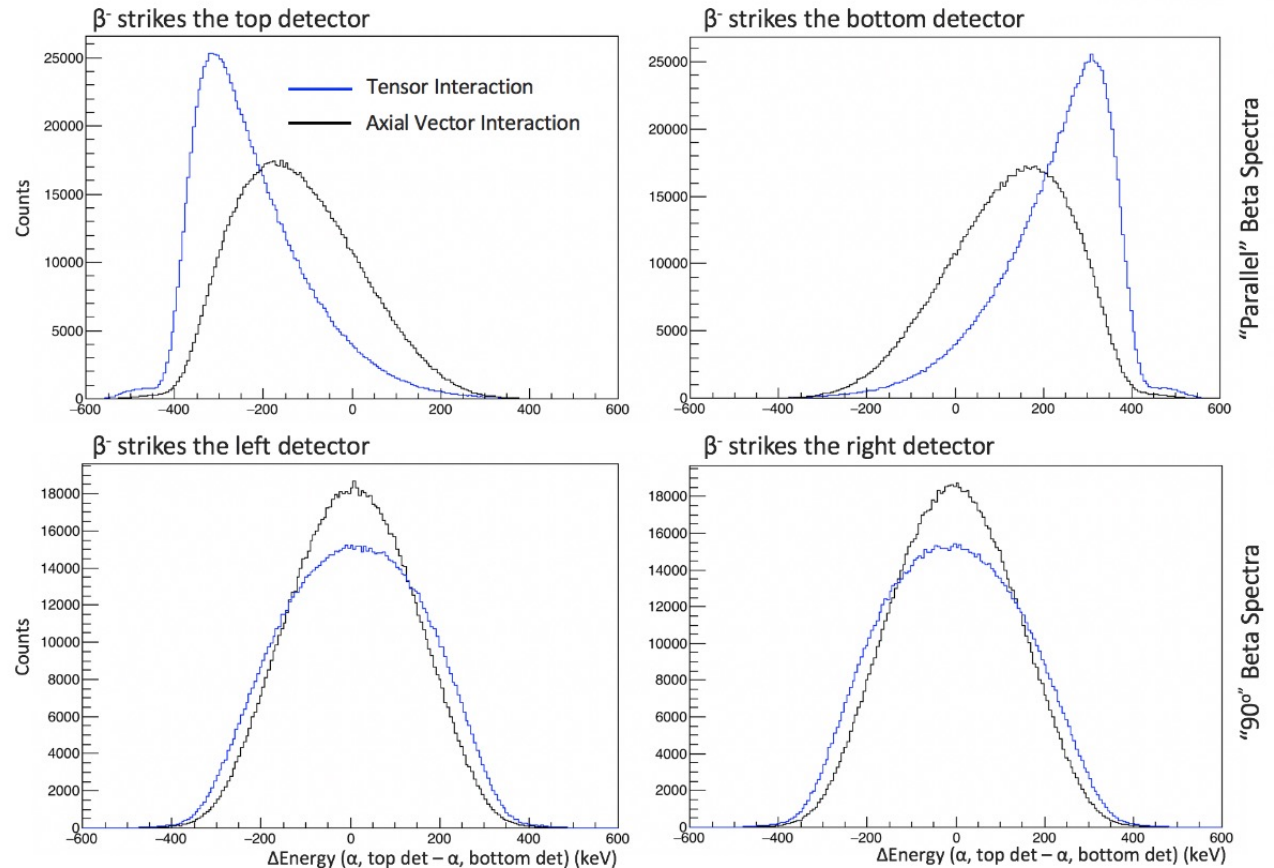 β⁻ strikes the top detector
25000
20000
15000
10000
5000
0
Counts
Tensor Interaction
Axial Vector Interaction
−600 −400 −200 0 200 400 600
β⁻ strikes the bottom detector
25000
20000
15000
10000
5000
0
−600 −400 −200 0 200 400 600
"Parallel" Beta Spectra
β⁻ strikes the left detector
18000
16000
14000
12000
10000
8000
6000
4000
2000
0
Counts
−600 −400 −200 0 200 400 600
ΔEnergy (α, top det – α, bottom det) (keV)
β⁻ strikes the right detector
18000
16000
14000
12000
10000
8000
6000
4000
2000
0
−600 −400 −200 0 200 400 600
ΔEnergy (α, top det – α, bottom det) (keV)
"90º" Beta Spectra